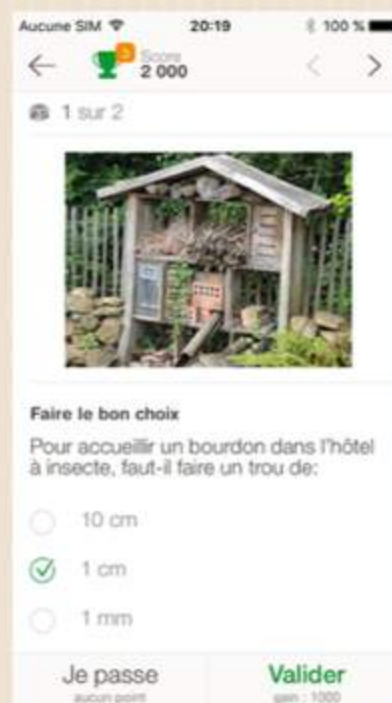 Aucune SIM 20:19 100 %
5 Score
2 000
1 sur 2
Faire le bon choix
Pour accueillir un bourdon dans l'hôtel
à insecte, faut-il faire un trou de:
10 cm
1 cm
1 mm
Je passe Valider
aucun point gain : 1000